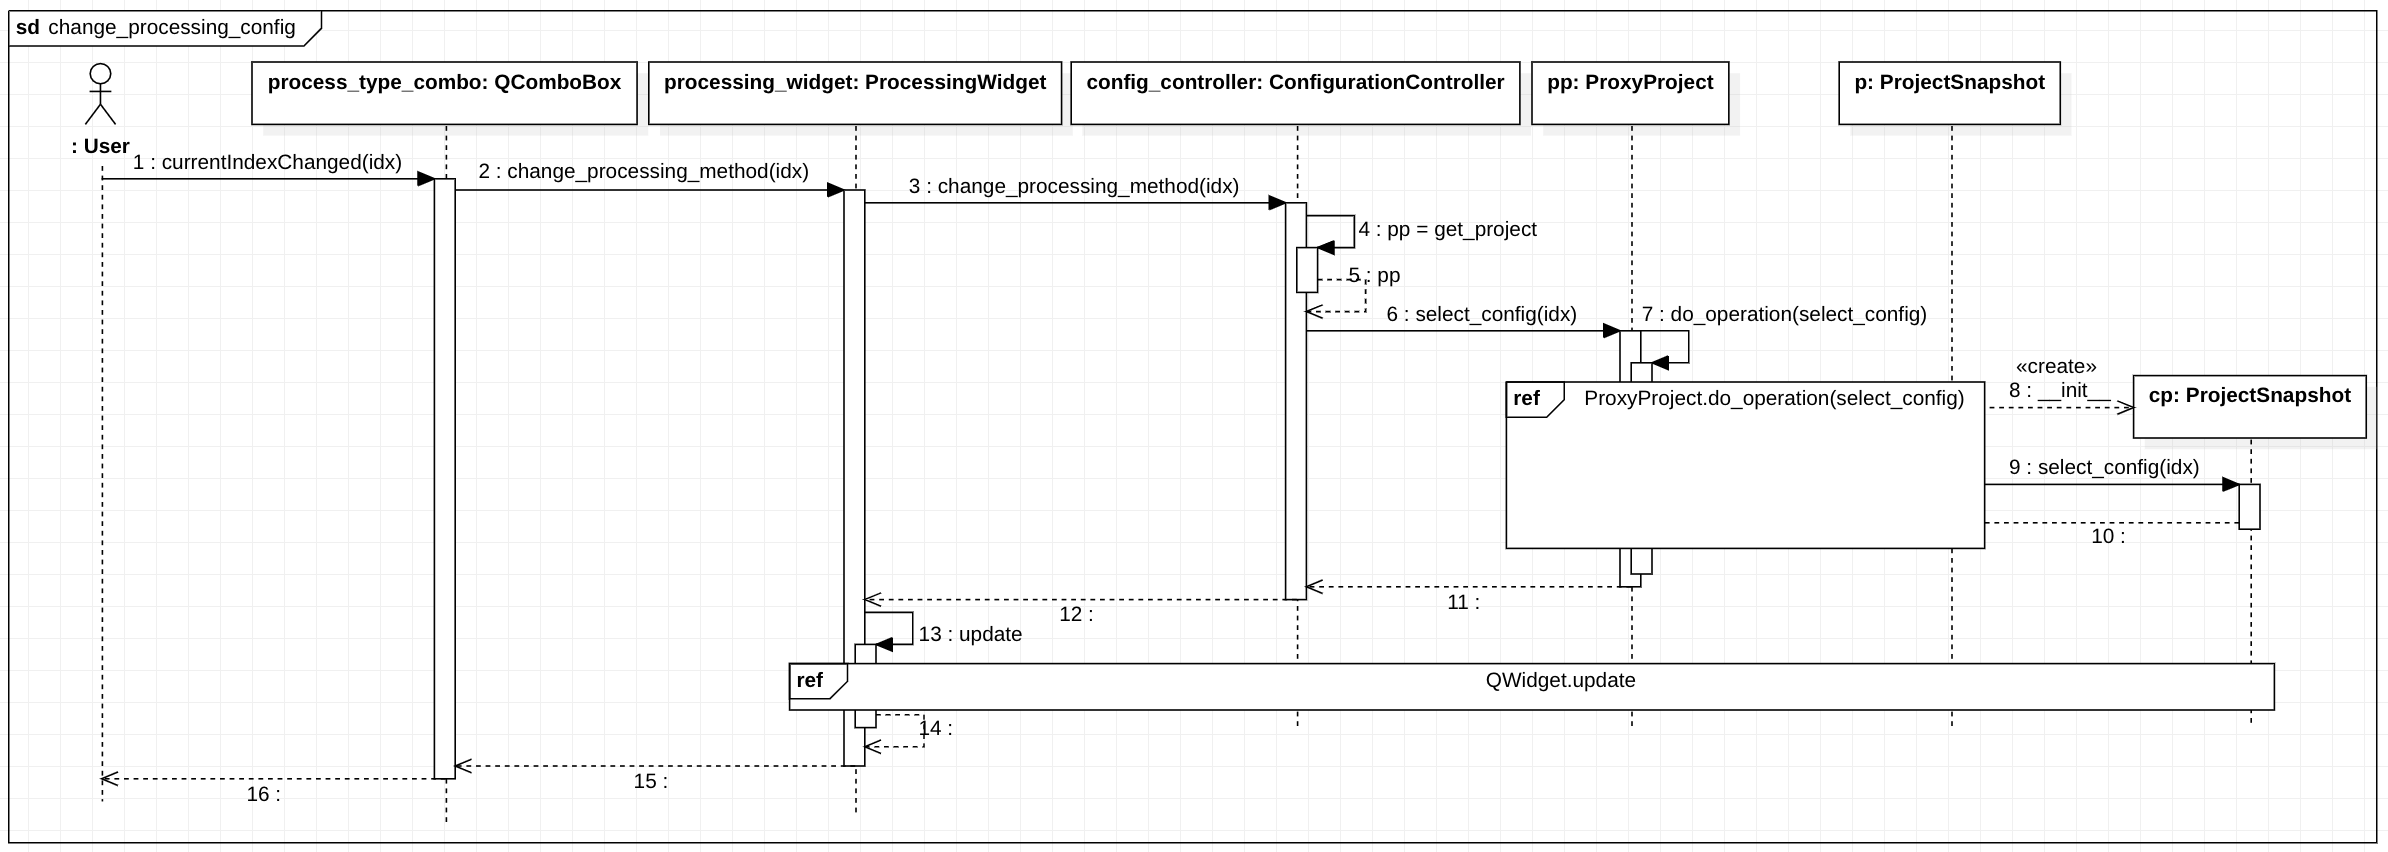 sd change_processing_config
process_type_combo: QComboBox
processing_widget: ProcessingWidget
config_controller: ConfigurationController
pp: ProxyProject
p: ProjectSnapshot
: User
1 : currentIndexChanged(idx)
2 : change_processing_method(idx)
3 : change_processing_method(idx)
4 : pp = get_project
5 : pp
6 : select_config(idx)
7 : do_operation(select_config)
«create»
8 : __init__
cp: ProjectSnapshot
ref ProxyProject.do_operation(select_config)
9 : select_config(idx)
10 :
11 :
12 :
13 : update
ref QWidget.update
14 :
15 :
16 :